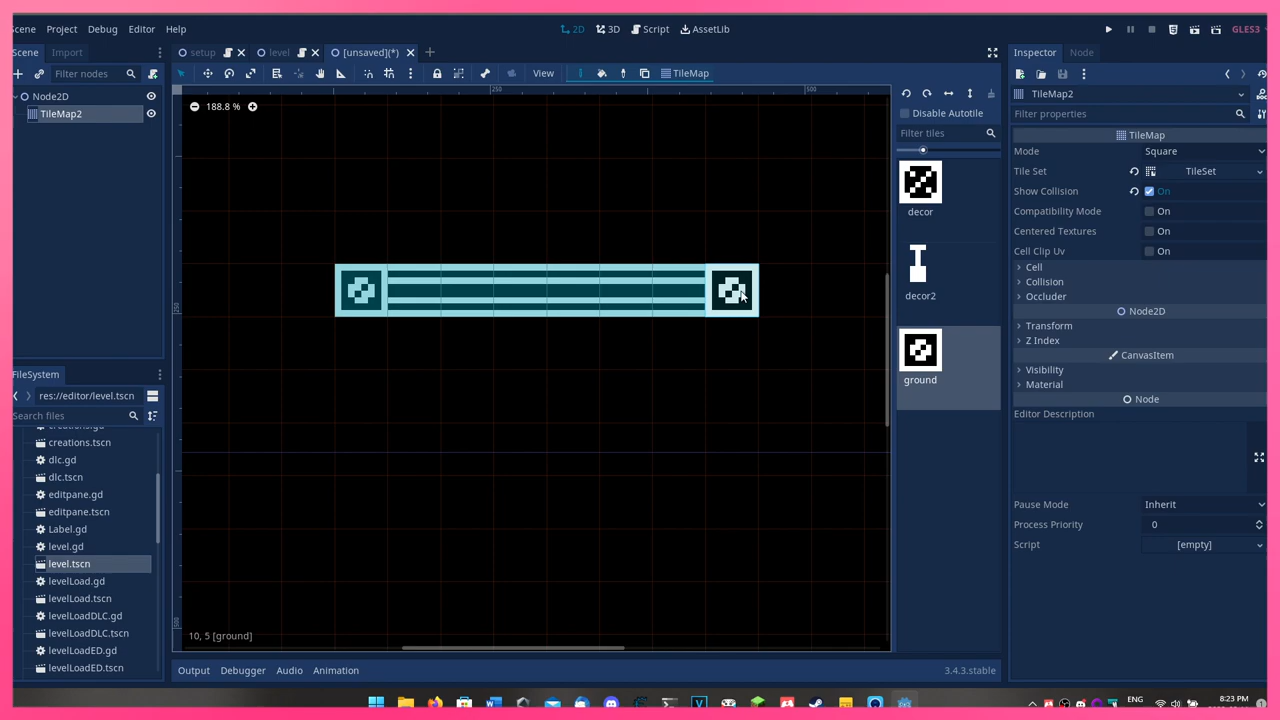 Scene Project Debug Editor Help
2D 3D Script AssetLib
GLES3
Scene Import
setup level [unsaved](*)
Inspector Node
Filter nodes
View TileMap
Node2D
TileMap2
188.8 %
250 500
TileMap2
Disable Autotile
Filter properties
Filter tiles
TileMap
Mode Square
Tile Set TileSet
Show Collision On
Compatibility Mode On
Centered Textures On
Cell Clip Uv On
Cell
Collision
Occluder
Node2D
Transform
Z Index
CanvasItem
Visibility
Material
Node
Editor Description
decor
decor2
ground
250
500
FileSystem
res://editor/level.tscn
Search files
creations.gd
creations.tscn
dlc.gd
dlc.tscn
editpane.gd
editpane.tscn
Label.gd
level.gd
level.tscn
levelLoad.gd
levelLoad.tscn
levelLoadDLC.gd
levelLoadDLC.tscn
levelLoadED.gd
levelLoadED.tscn
Pause Mode Inherit
Process Priority 0
Script [empty]
10, 5 [ground]
Output Debugger Audio Animation
3.4.3.stable
ENG
8:23 PM